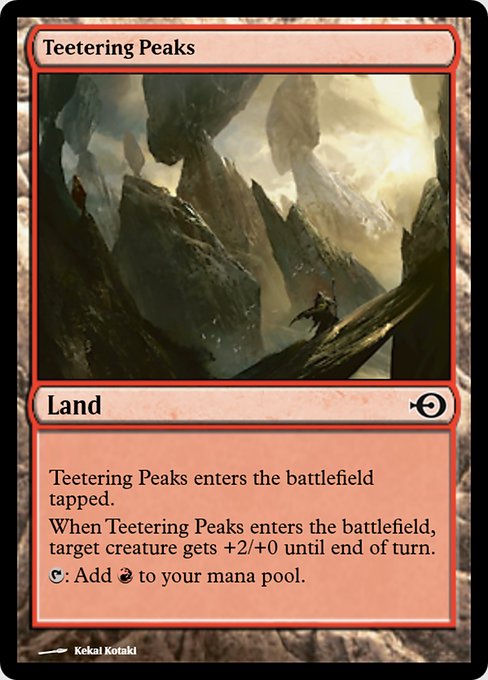 Teetering Peaks
Land
Teetering Peaks enters the battlefield
tapped.
When Teetering Peaks enters the battlefield,
target creature gets +2/+0 until end of turn.
: Add to your mana pool.
Kekai Kotaki